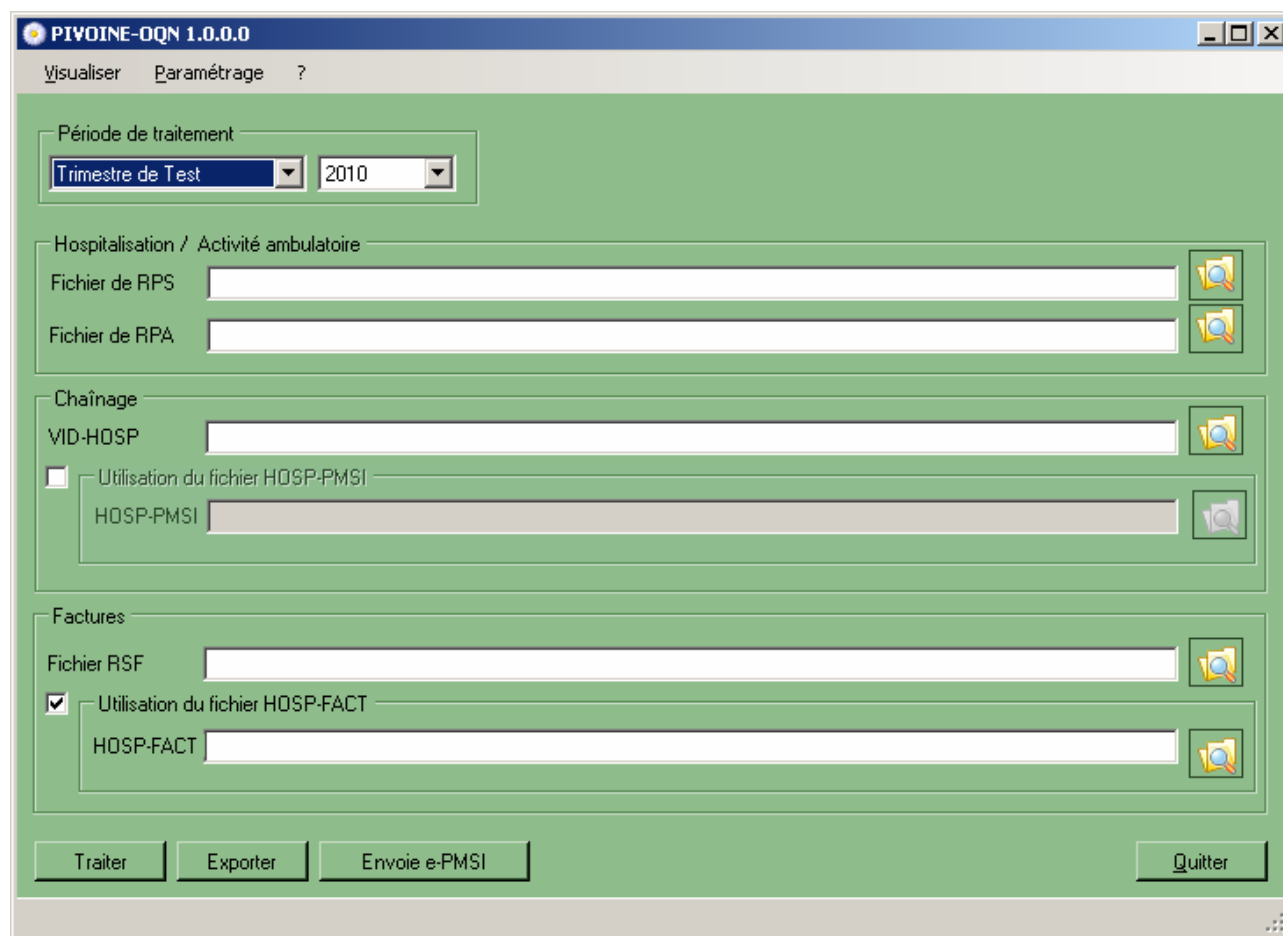 PIVOINE-OQN 1.0.0.0
Visualiser Paramétrage ?
Période de traitement
Trimestre de Test 2010
Hospitalisation / Activité ambulatoire
Fichier de RPS
Fichier de RPA
Chaînage
VID-HOSP
Utilisation du fichier HOSP-PMSI
HOSP-PMSI
Factures
Fichier RSF
Utilisation du fichier HOSP-FACT
HOSP-FACT
Traiter Exporter Envoie e-PMSI Quitter